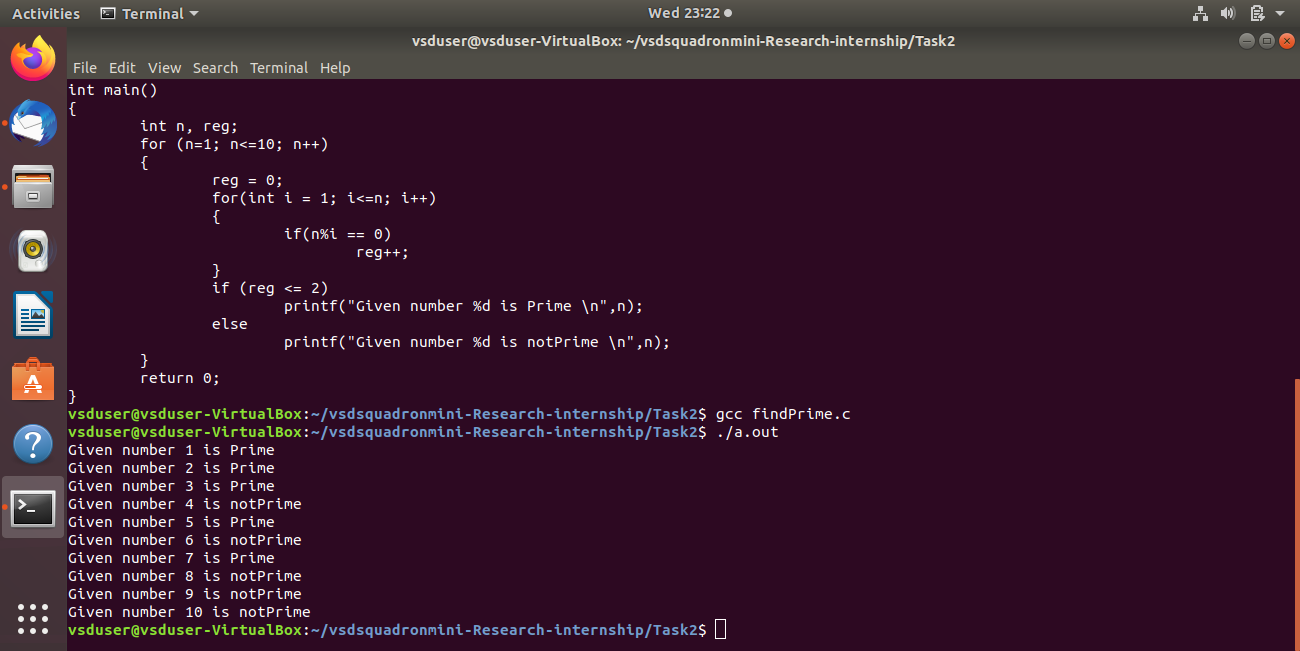 Activities Terminal Wed 23:22
vsduser@vsduser-VirtualBox: ~/vsdsquadronmini-Research-internship/Task2
File Edit View Search Terminal Help
int main()
{
        int n, reg;
        for (n=1; n<=10; n++)
        {
                reg = 0;
                for(int i = 1; i<=n; i++)
                {
                        if(n%i == 0)
                                reg++;
                }
                if (reg <= 2)
                        printf("Given number %d is Prime \n",n);
                else
                        printf("Given number %d is notPrime \n",n);
        }
        return 0;
}
vsduser@vsduser-VirtualBox:~/vsdsquadronmini-Research-internship/Task2$ gcc findPrime.c
vsduser@vsduser-VirtualBox:~/vsdsquadronmini-Research-internship/Task2$ ./a.out
Given number 1 is Prime
Given number 2 is Prime
Given number 3 is Prime
Given number 4 is notPrime
Given number 5 is Prime
Given number 6 is notPrime
Given number 7 is Prime
Given number 8 is notPrime
Given number 9 is notPrime
Given number 10 is notPrime
vsduser@vsduser-VirtualBox:~/vsdsquadronmini-Research-internship/Task2$